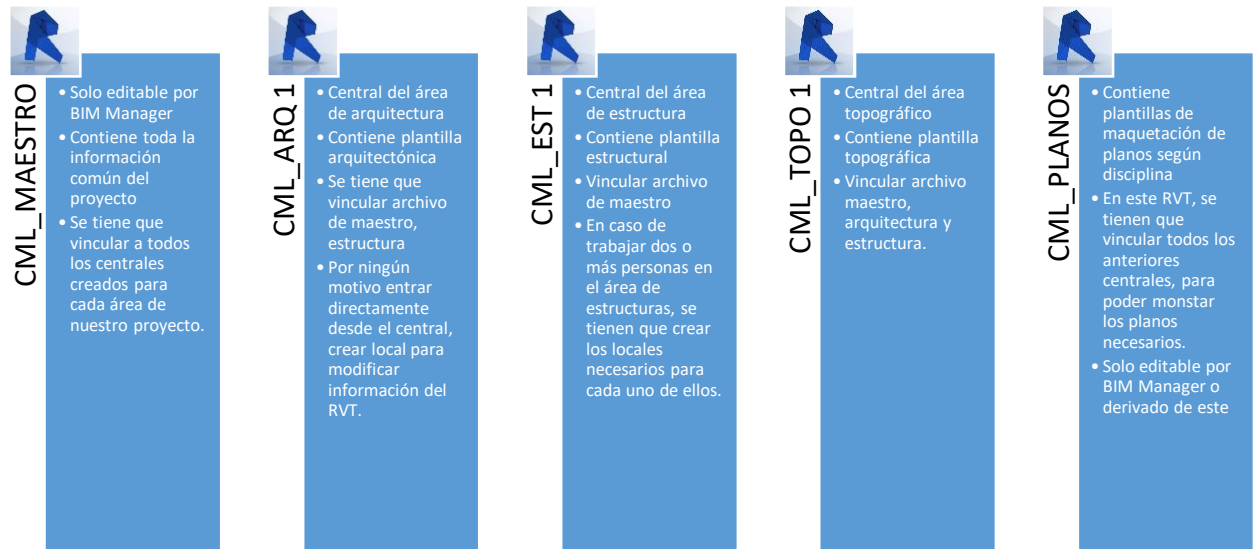 CML_MAESTRO
• Solo editable por
BIM Manager
• Contiene toda la
información
común del
proyecto
• Se tiene que
vincular a todos
los centrales
creados para
cada área de
nuestro proyecto.
CML_ARQ 1
• Central del área
de arquitectura
• Contiene plantilla
arquitectónica
• Se tiene que
vincular archivo
de maestro,
estructura
• Por ningún
motivo entrar
directamente
desde el central,
crear local para
modificar
información del
RVT.
CML_EST 1
• Central del área
de estructura
• Contiene plantilla
estructural
• Vincular archivo
de maestro
• En caso de
trabajar dos o
más personas en
el área de
estructuras, se
tienen que crear
los locales
necesarios para
cada uno de ellos.
CML_TOPO 1
• Central del área
topográfico
• Contiene plantilla
topográfica
• Vincular archivo
maestro,
arquitectura y
estructura.
CML_PLANOS
• Contiene
plantillas de
maquetación de
planos según
disciplina
• En este RVT, se
tienen que
vincular todos los
anteriores
centrales, para
poder monstar
los planos
necesarios.
• Solo editable por
BIM Manager o
derivado de este